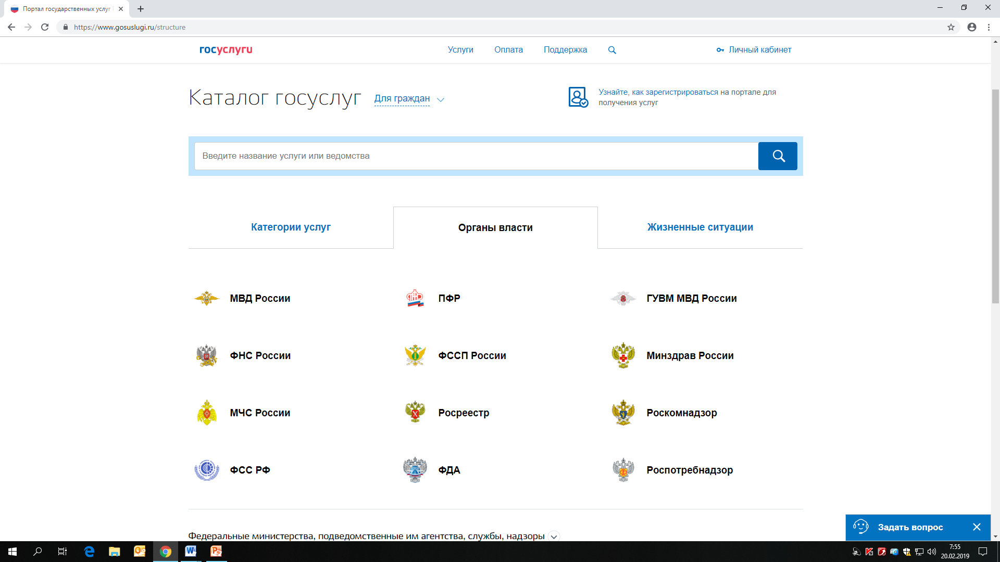 Портал государственных услуг
https://www.gosuslugi.ru/structure
госуслуги
Услуги
Оплата
Поддержка
Личный кабинет
Каталог госуслуг
Для граждан
Узнайте, как зарегистрироваться на портале для
получения услуг
Введите название услуги или ведомства
Категории услуг
Органы власти
Жизненные ситуации
МВД России
ПФР
ГУВМ МВД России
ФНС России
ФССП России
Минздрав России
МЧС России
Росреестр
Роскомнадзор
ФСС РФ
ФДА
Роспотребнадзор
Федеральные министерства, подведомственные им агентства, службы, надзоры
Задать вопрос
7:55
20.02.2019